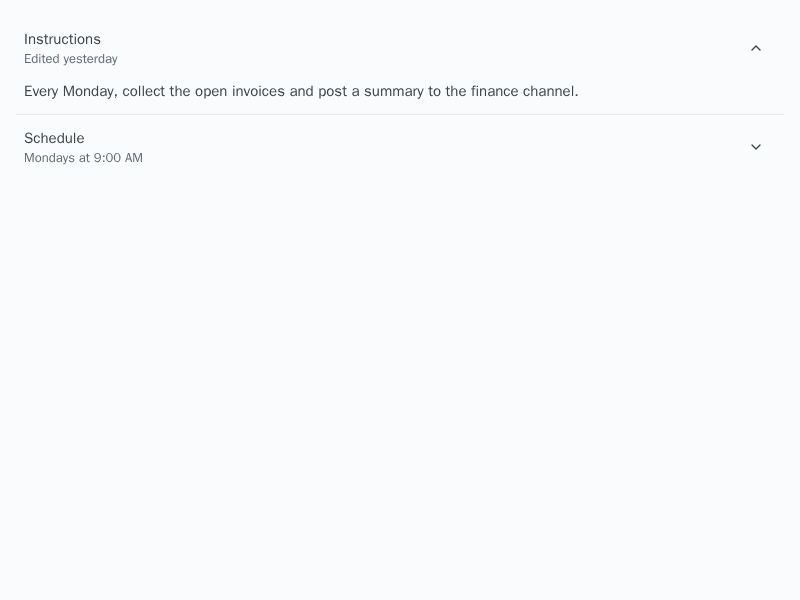 Instructions
Edited yesterday
Every Monday, collect the open invoices and post a summary to the finance channel.
Schedule
Mondays at 9:00 AM